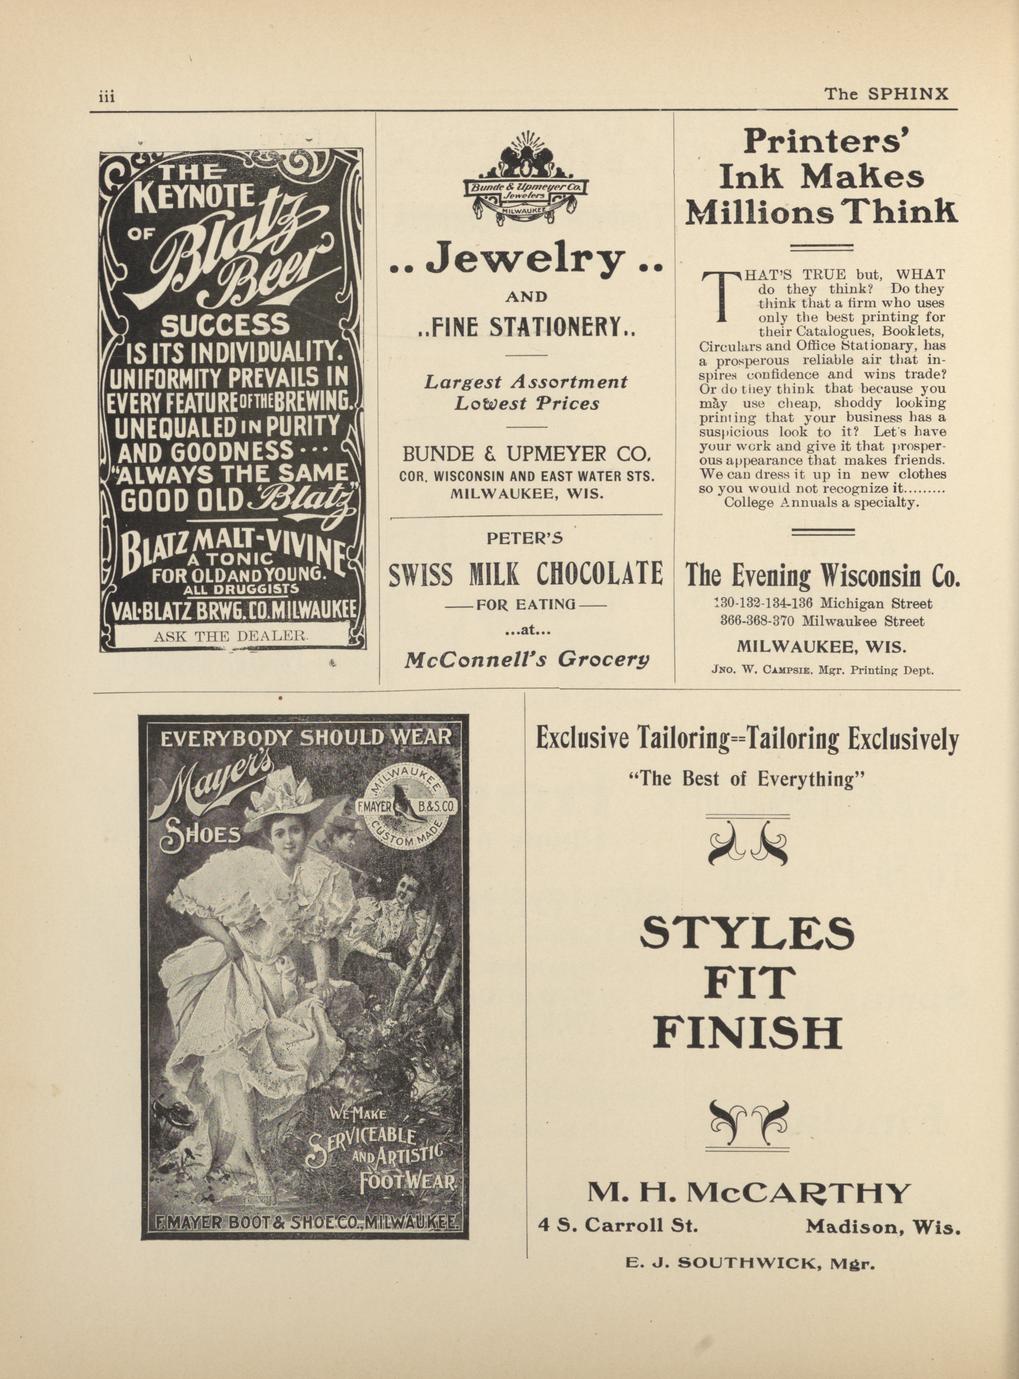 iii
The SPHINX
THE
KEYNOTE
OF
Blatz
Beer
SUCCESS
IS ITS INDIVIDUALITY.
UNIFORMITY PREVAILS IN
EVERY FEATURE OF THE BREWING.
UNEQUALED IN PURITY
AND GOODNESS...
"ALWAYS THE SAME
GOOD OLD 'Blatz'"
BLATZ MALT-VIVINE
A TONIC
FOR OLD AND YOUNG.
ALL DRUGGISTS
VAL·BLATZ BRWG. CO. MILWAUKEE
ASK THE DEALER.
Bunde & Upmeyer Co.
Jewelers
MILWAUKEE
.. Jewelry ..
AND
..FINE STATIONERY..
Largest Assortment
Lowest Prices
BUNDE & UPMEYER CO.
COR. WISCONSIN AND EAST WATER STS.
MILWAUKEE, WIS.
PETER'S
SWISS MILK CHOCOLATE
—FOR EATING—
...at...
McConnell's Grocery
Printers'
Ink Makes
Millions Think
THAT'S TRUE but, WHAT
do they think? Do they
think that a firm who uses
only the best printing for
their Catalogues, Booklets,
Circulars and Office Stationary, has
a prosperous reliable air that in-
spires confidence and wins trade?
Or do they think that because you
may use cheap, shoddy looking
printing that your business has a
suspicious look to it? Let's have
your work and give it that prosper-
ous appearance that makes friends.
We can dress it up in new clothes
so you would not recognize it.........
College Annuals a specialty.
The Evening Wisconsin Co.
130-132-134-136 Michigan Street
366-368-370 Milwaukee Street
MILWAUKEE, WIS.
JNO. W. CAMPSIE. Mgr. Printing Dept.
EVERYBODY SHOULD WEAR
Mayer's
SHOES
MILWAUKEE
F. MAYER B. & S. CO.
CUSTOM MADE
WE MAKE
SERVICEABLE
AND ARTISTIC
FOOTWEAR
F. MAYER BOOT & SHOE CO., MILWAUKEE.
Exclusive Tailoring==Tailoring Exclusively
"The Best of Everything"
STYLES
FIT
FINISH
M. H. McCARTHY
4 S. Carroll St. Madison, Wis.
E. J. SOUTHWICK, Mgr.